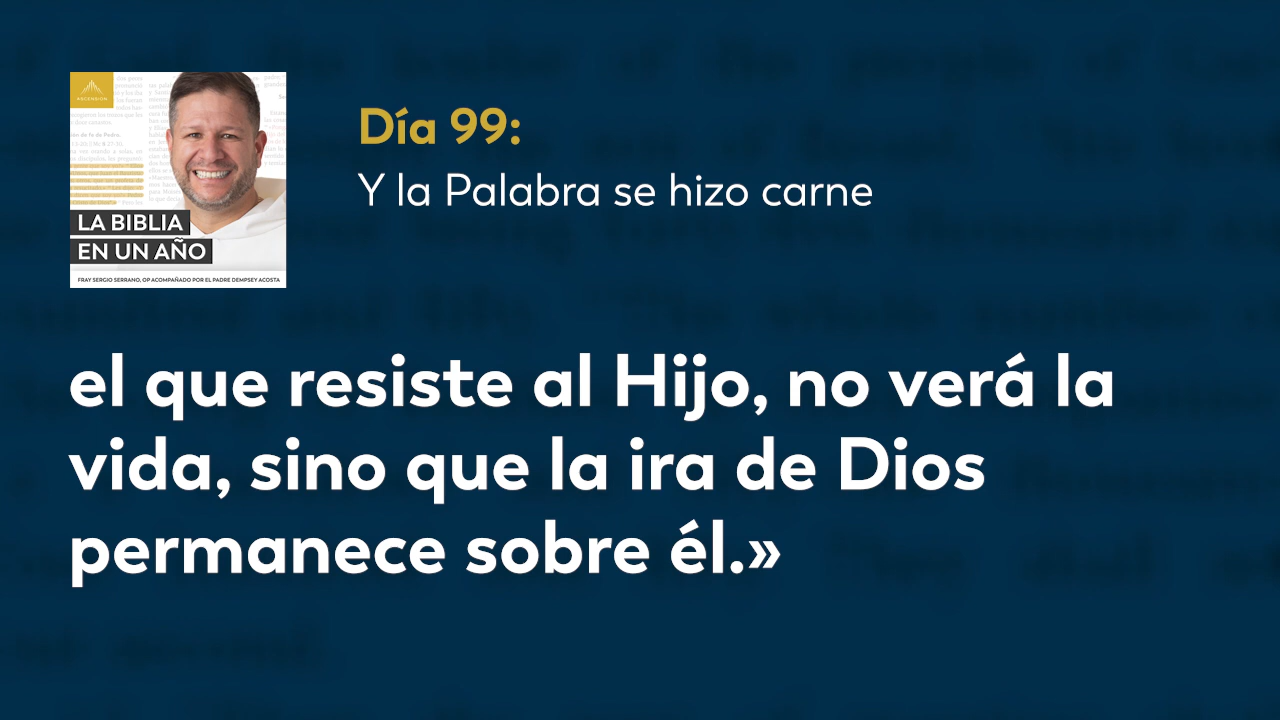 ASCENSION
LA BIBLIA
EN UN AÑO
FRAY SERGIO SERRANO, OP ACOMPAÑADO POR EL PADRE DEMPSEY ACOSTA
Día 99:
Y la Palabra se hizo carne
el que resiste al Hijo, no verá la
vida, sino que la ira de Dios
permanece sobre él.»